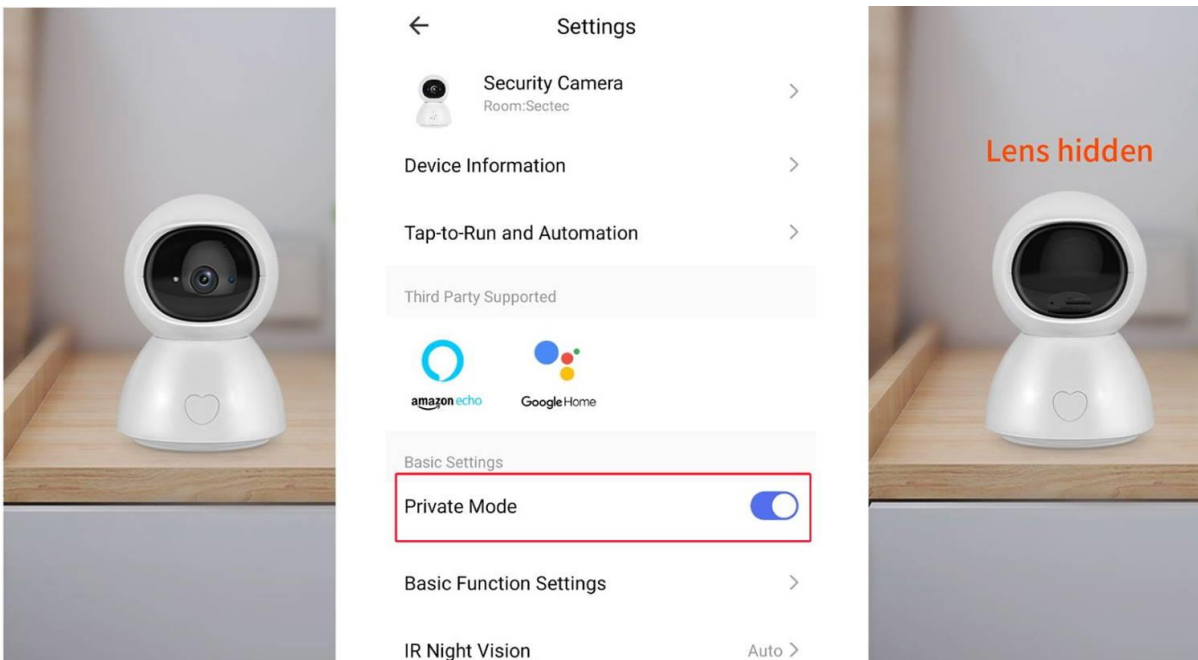 Settings
Security Camera
Room:Sectec
Device Information
Tap-to-Run and Automation
Third Party Supported
amazon echo
Google Home
Basic Settings
Private Mode
Basic Function Settings
IR Night Vision
Auto
Lens hidden